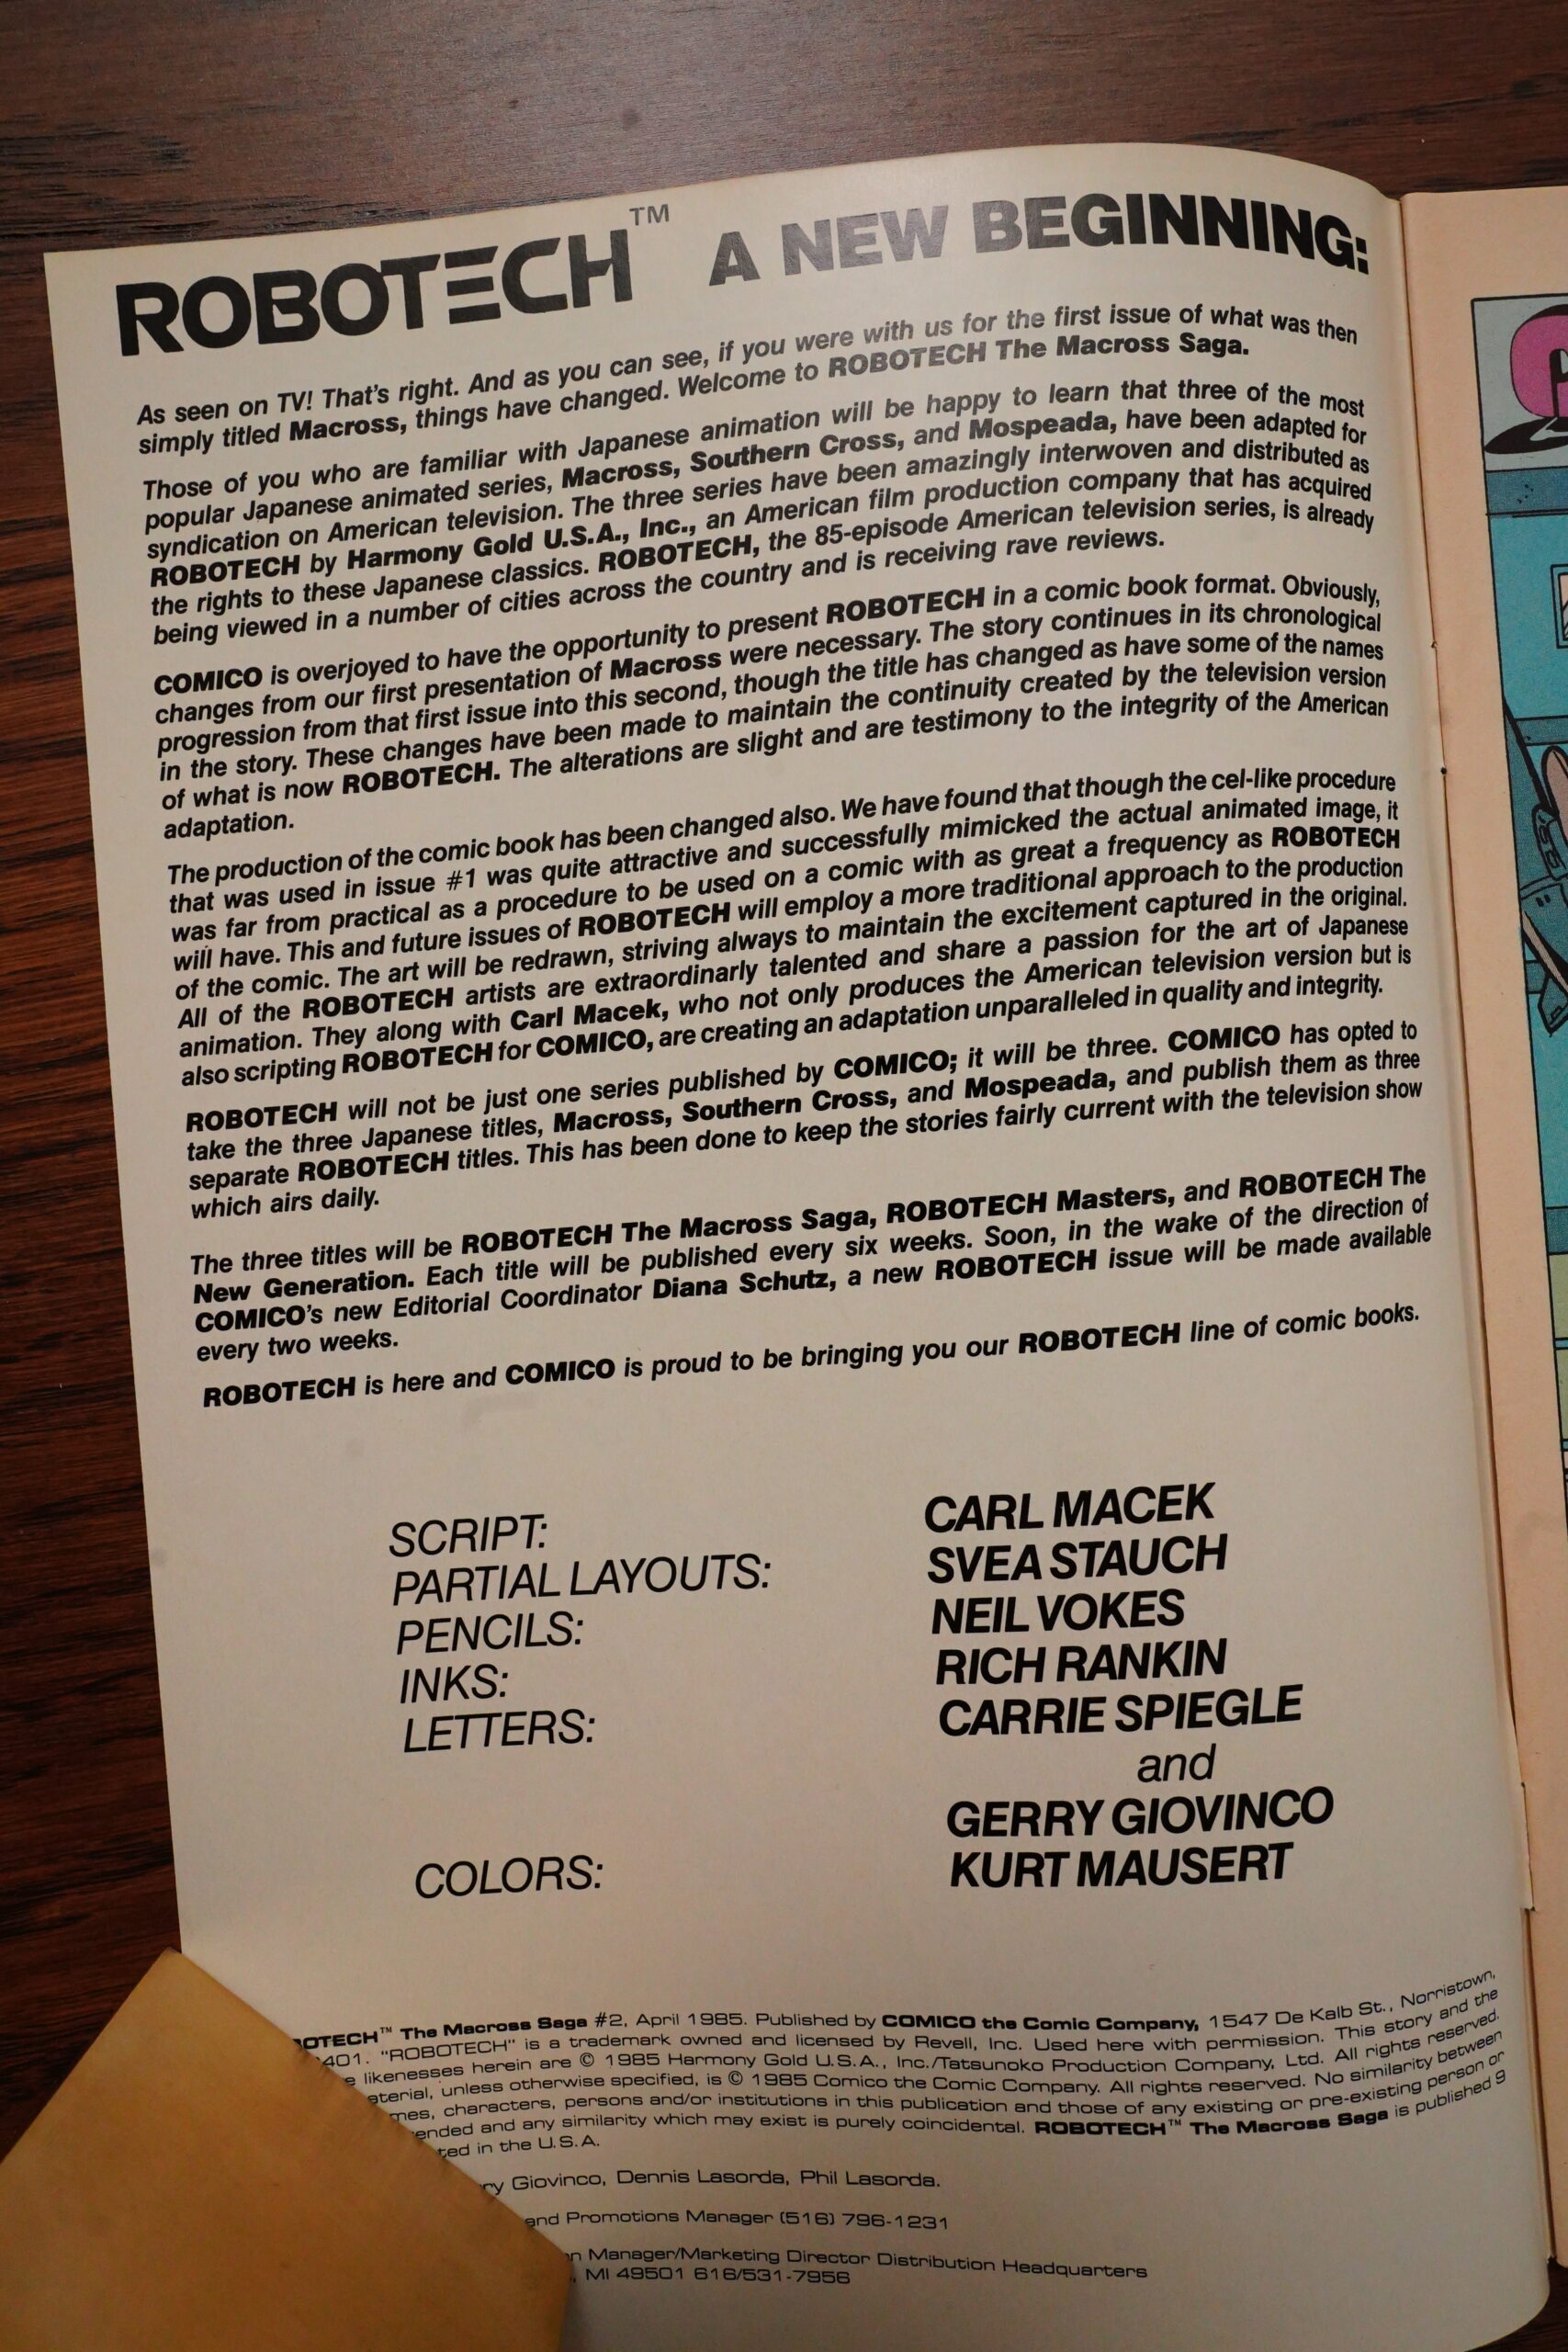 ROBOTECH™ A NEW BEGINNING:
As seen on TV! That's right. And as you can see, if you were with us for the first issue of what was then
simply titled Macross, things have changed. Welcome to ROBOTECH The Macross Saga.
Those of you who are familiar with Japanese animation will be happy to learn that three of the most
popular Japanese animated series, Macross, Southern Cross, and Mospeada, have been adapted for
syndication on American television. The three series have been amazingly interwoven and distributed as
ROBOTECH by Harmony Gold U.S.A., Inc., an American film production company that has acquired
the rights to these Japanese classics. ROBOTECH, the 85-episode American television series, is already
being viewed in a number of cities across the country and is receiving rave reviews.
COMICO is overjoyed to have the opportunity to present ROBOTECH in a comic book format. Obviously,
changes from our first presentation of Macross were necessary. The story continues in its chronological
progression from that first issue into this second, though the title has changed as have some of the names
in the story. These changes have been made to maintain the continuity created by the television version
of what is now ROBOTECH. The alterations are slight and are testimony to the integrity of the American
adaptation.
The production of the comic book has been changed also. We have found that though the cel-like procedure
that was used in issue #1 was quite attractive and successfully mimicked the actual animated image, it
was far from practical as a procedure to be used on a comic with as great a frequency as ROBOTECH
will have. This and future issues of ROBOTECH will employ a more traditional approach to the production
of the comic. The art will be redrawn, striving always to maintain the excitement captured in the original.
All of the ROBOTECH artists are extraordinarly talented and share a passion for the art of Japanese
animation. They along with Carl Macek, who not only produces the American television version but is
also scripting ROBOTECH for COMICO, are creating an adaptation unparalleled in quality and integrity.
ROBOTECH will not be just one series published by COMICO; it will be three. COMICO has opted to
take the three Japanese titles, Macross, Southern Cross, and Mospeada, and publish them as three
separate ROBOTECH titles. This has been done to keep the stories fairly current with the television show
which airs daily.
The three titles will be ROBOTECH The Macross Saga, ROBOTECH Masters, and ROBOTECH The
New Generation. Each title will be published every six weeks. Soon, in the wake of the direction of
COMICO's new Editorial Coordinator Diana Schutz, a new ROBOTECH issue will be made available
every two weeks.
ROBOTECH is here and COMICO is proud to be bringing you our ROBOTECH line of comic books.
SCRIPT: CARL MACEK
PARTIAL LAYOUTS: SVEA STAUCH
PENCILS: NEIL VOKES
INKS: RICH RANKIN
LETTERS: CARRIE SPIEGLE
and
GERRY GIOVINCO
COLORS: KURT MAUSERT
OTECH™ The Macross Saga #2, April 1985. Published by COMICO the Comic Company, 1547 De Kalb St., Norristown,
401. "ROBOTECH" is a trademark owned and licensed by Revell, Inc. Used here with permission. This story and the
likenesses herein are © 1985 Harmony Gold U.S.A., Inc./Tatsunoko Production Company, Ltd. All rights reserved.
aterial, unless otherwise specified, is © 1985 Comico the Comic Company. All rights reserved. No similarity between
mes, characters, persons and/or institutions in this publication and those of any existing or pre-existing person or
ended and any similarity which may exist is purely coincidental. ROBOTECH™ The Macross Saga is published 9
ted in the U.S.A.
ry Giovinco, Dennis Lasorda, Phil Lasorda.
and Promotions Manager (516) 796-1231
n Manager/Marketing Director Distribution Headquarters
, MI 49501 616/531-7956